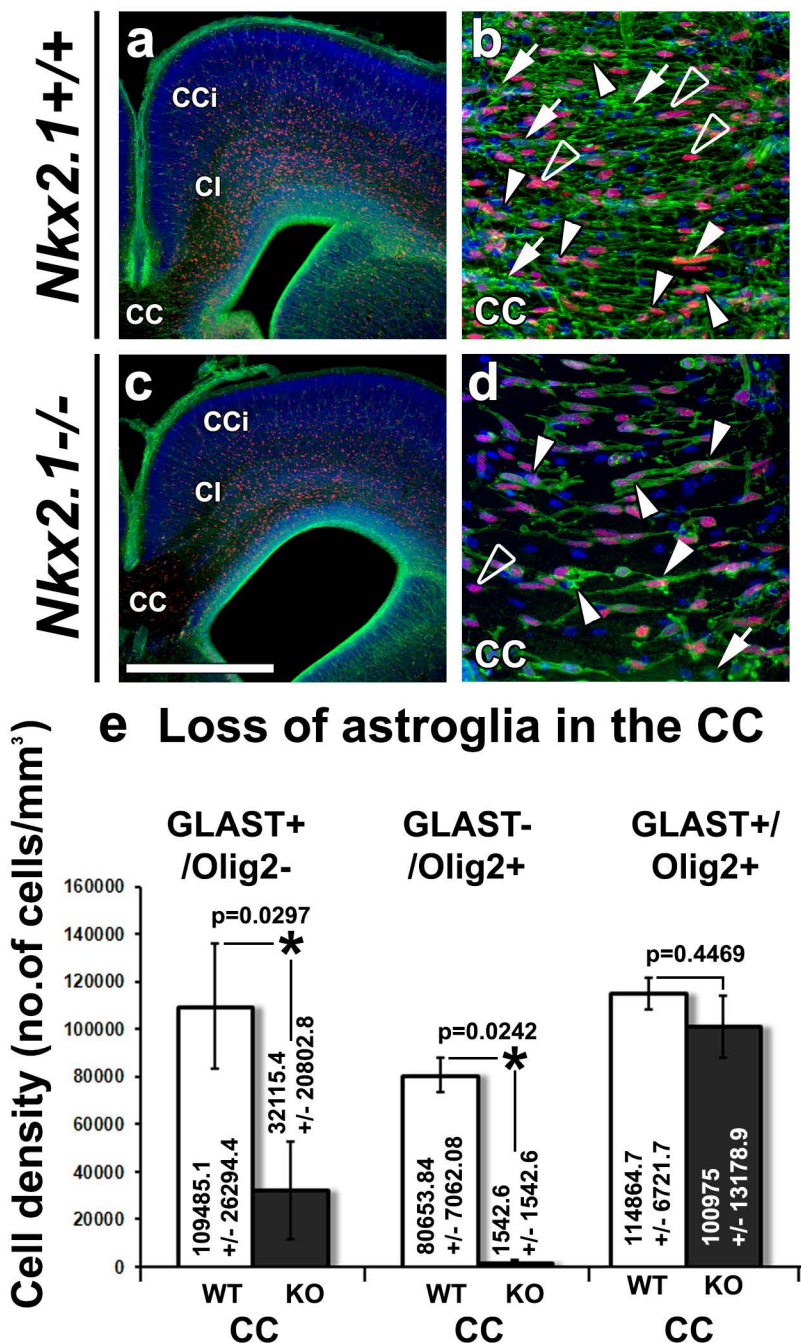 Nkx2.1+/+
a
CCi
CI
CC
b
CC
Nkx2.1-/-
c
CCi
CI
CC
d
CC
e Loss of astroglia in the CC
Cell density (no.of cells/mm³)
GLAST+
/Olig2-
GLAST-
/Olig2+
GLAST+/
Olig2+
160000
140000
120000
100000
80000
60000
40000
20000
0
p=0.0297
*
109485.1
+/- 26294.4
32115.4
+/- 20802.8
p=0.0242
*
80653.84
+/- 7062.08
1542.6
+/- 1542.6
p=0.4469
114864.7
+/- 6721.7
100975
+/- 13178.9
WT KO WT KO WT KO
CC CC CC